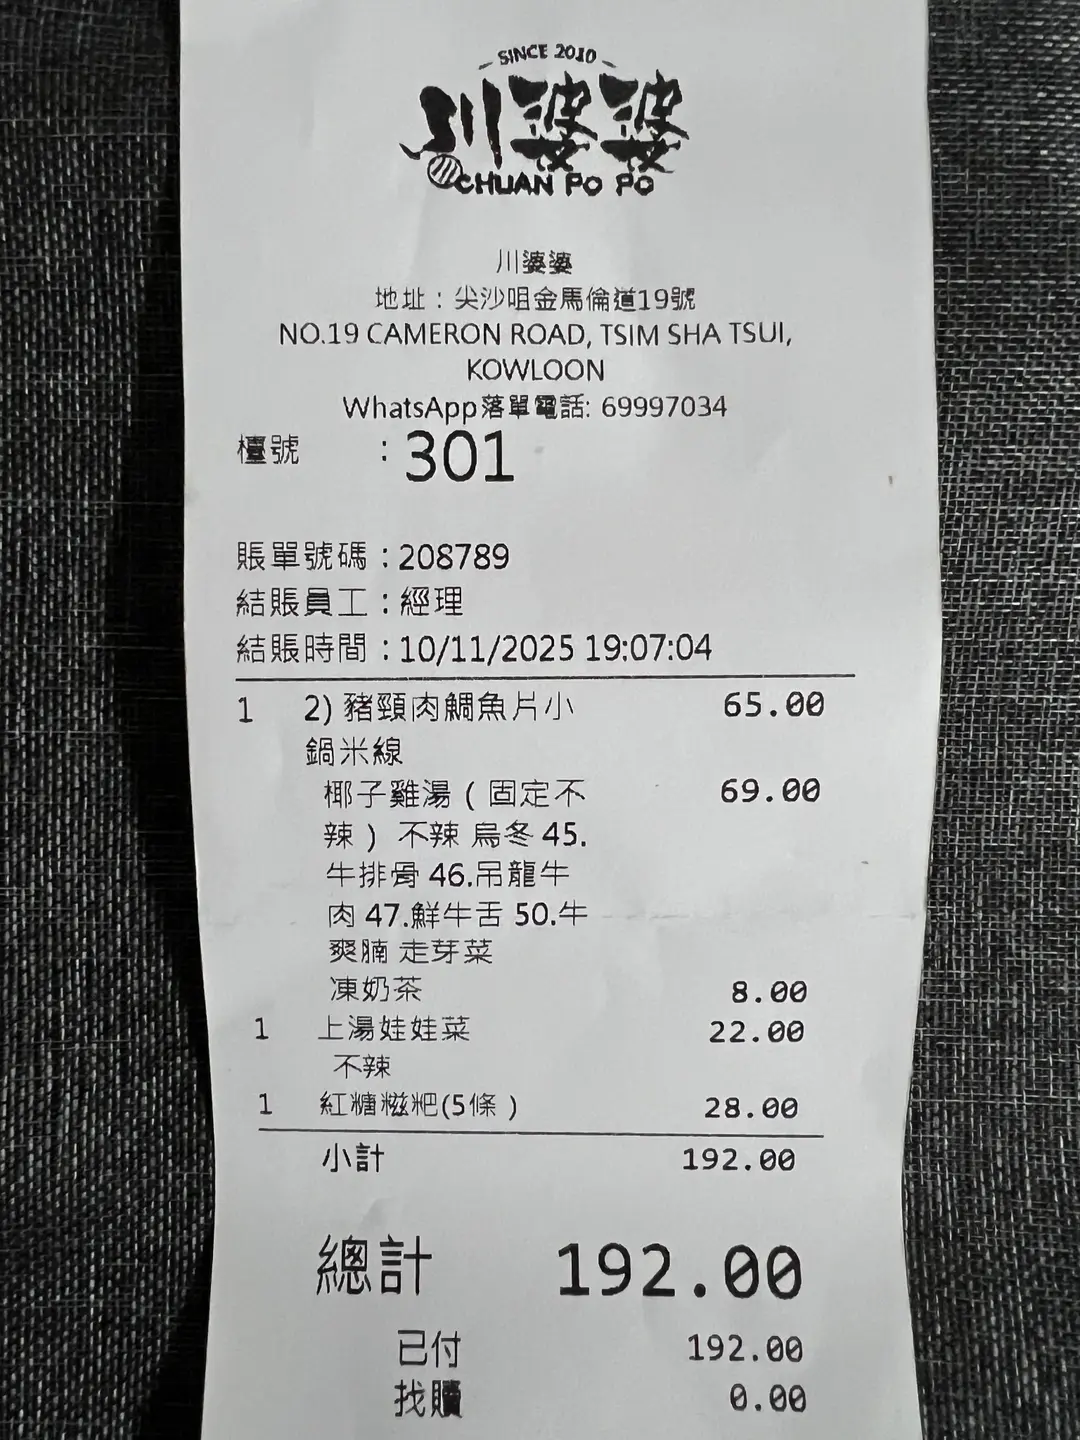 SINCE 2010
川婆婆
CHUAN PO PO
川婆婆
地址：尖沙咀金馬倫道19號
NO.19 CAMERON ROAD, TSIM SHA TSUI,
KOWLOON
WhatsApp落單電話: 69997034
檯號 : 301
賬單號碼 : 208789
結賬員工 : 經理
結賬時間 : 10/11/2025 19:07:04
1 2) 豬頸肉鯛魚片小 65.00
鍋米線
椰子雞湯 ( 固定不 69.00
辣 ) 不辣 烏冬 45.
牛排骨 46.吊龍牛
肉 47.鮮牛舌 50.牛
爽腩 走芽菜
凍奶茶 8.00
1 上湯娃娃菜 22.00
不辣
1 紅糖糍粑(5條 ) 28.00
小計 192.00
總計 192.00
已付 192.00
找贖 0.00